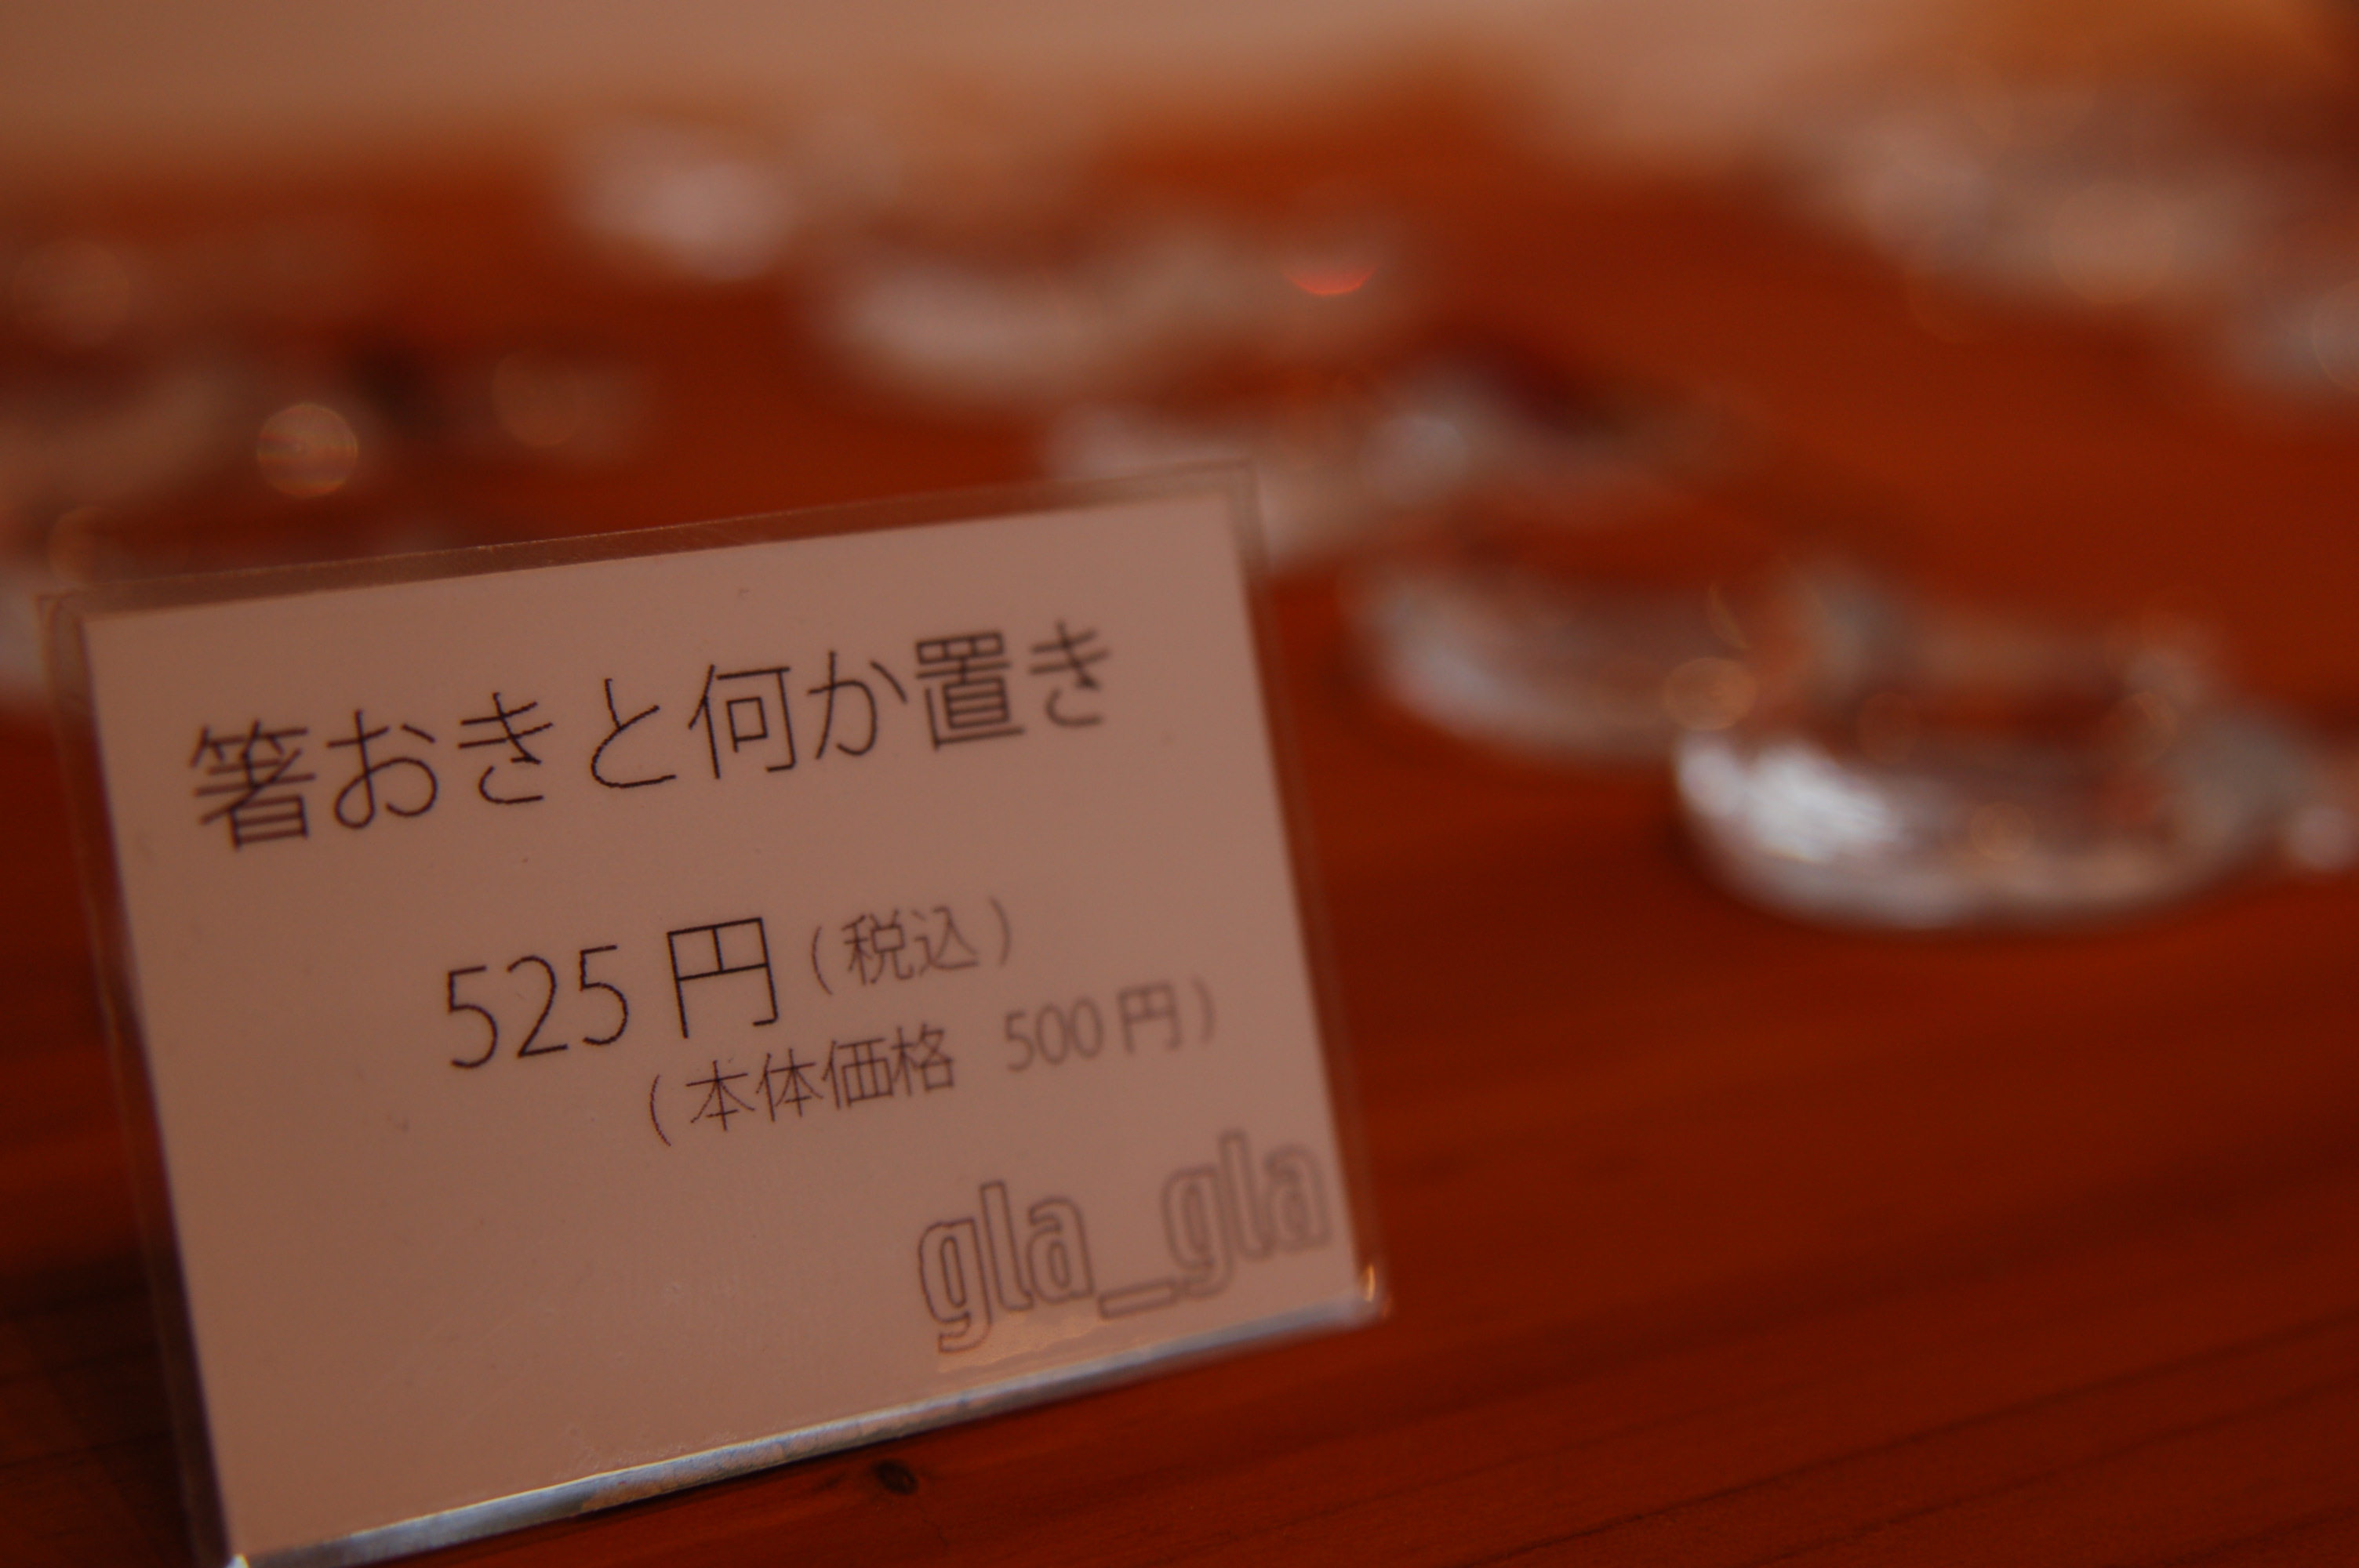 箸おきと何か置き
525円(税込)
(本体価格 500円)
gla_gla